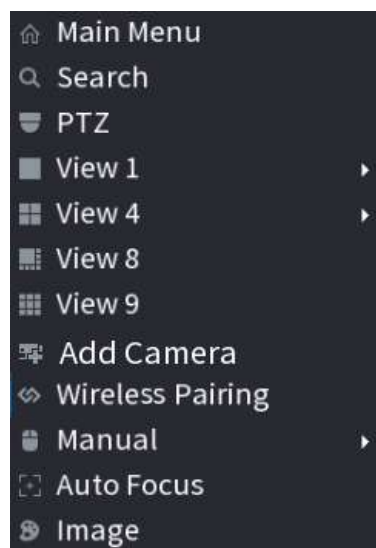 Main Menu
Search
PTZ
View 1
View 4
View 8
View 9
Add Camera
Wireless Pairing
Manual
Auto Focus
Image